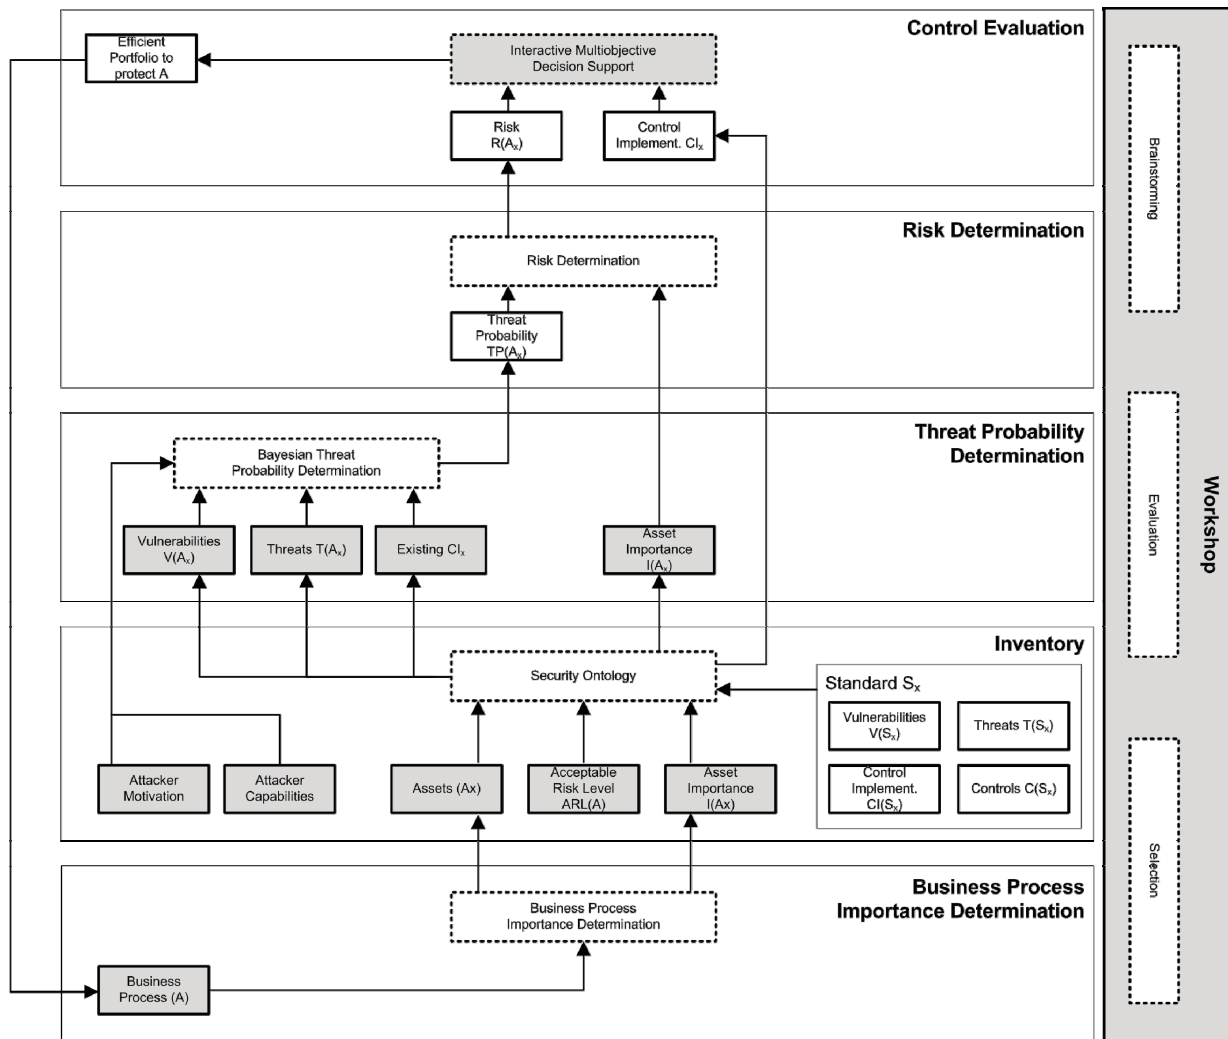 Control Evaluation
Efficient
Portfolio to
protect A
Interactive Multiobjective
Decision Support
Risk
R(Aₓ)
Control
Implement. CIₓ
Risk Determination
Risk Determination
Threat
Probability
TP(Aₓ)
Threat Probability
Determination
Bayesian Threat
Probability Determination
Vulnerabilities
V(Aₓ)
Threats T(Aₓ)
Existing CIₓ
Asset
Importance
I(Aₓ)
Inventory
Security Ontology
Standard Sₓ
Vulnerabilities
V(Sₓ)
Threats T(Sₓ)
Control
Implement.
CI(Sₓ)
Controls C(Sₓ)
Attacker
Motivation
Attacker
Capabilities
Assets (Ax)
Acceptable
Risk Level
ARL(A)
Asset
Importance
I(Ax)
Business Process
Importance Determination
Business Process
Importance Determination
Business
Process (A)
Brainstorming
Evaluation
Selection
Workshop